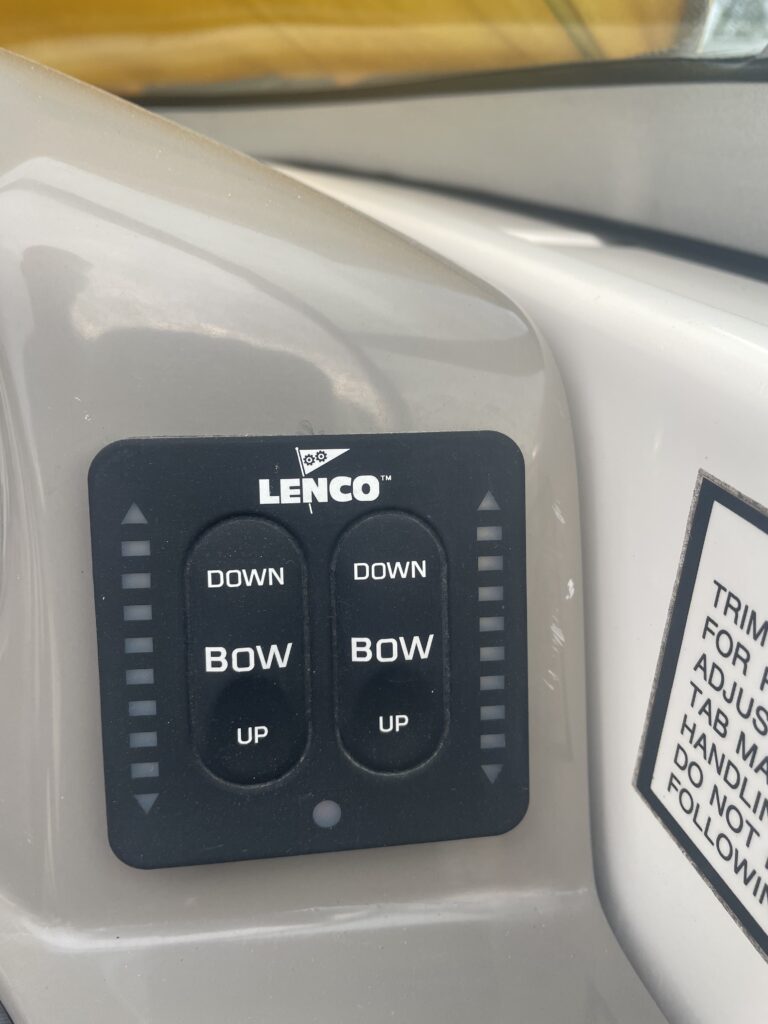 LENCO™
DOWN
BOW
UP
DOWN
BOW
UP
TRIM
FOR
ADJUS
TAB MA
HANDLIN
DO NOT
FOLLOWIN